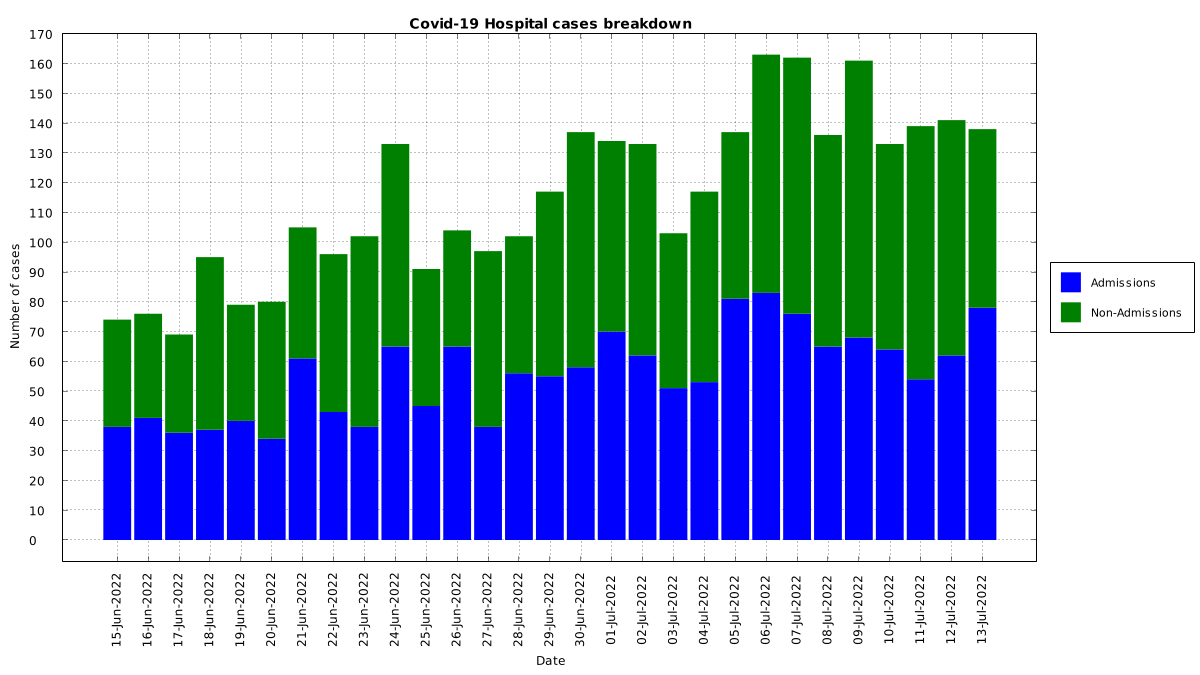 Covid-19 Hospital cases breakdown
170
160
150
140
130
120
110
100
90
80
70
60
50
40
30
20
10
0
Number of cases
15-Jun-2022
16-Jun-2022
17-Jun-2022
18-Jun-2022
19-Jun-2022
20-Jun-2022
21-Jun-2022
22-Jun-2022
23-Jun-2022
24-Jun-2022
25-Jun-2022
26-Jun-2022
27-Jun-2022
28-Jun-2022
29-Jun-2022
30-Jun-2022
01-Jul-2022
02-Jul-2022
03-Jul-2022
04-Jul-2022
05-Jul-2022
06-Jul-2022
07-Jul-2022
08-Jul-2022
09-Jul-2022
10-Jul-2022
11-Jul-2022
12-Jul-2022
13-Jul-2022
Date
Admissions
Non-Admissions